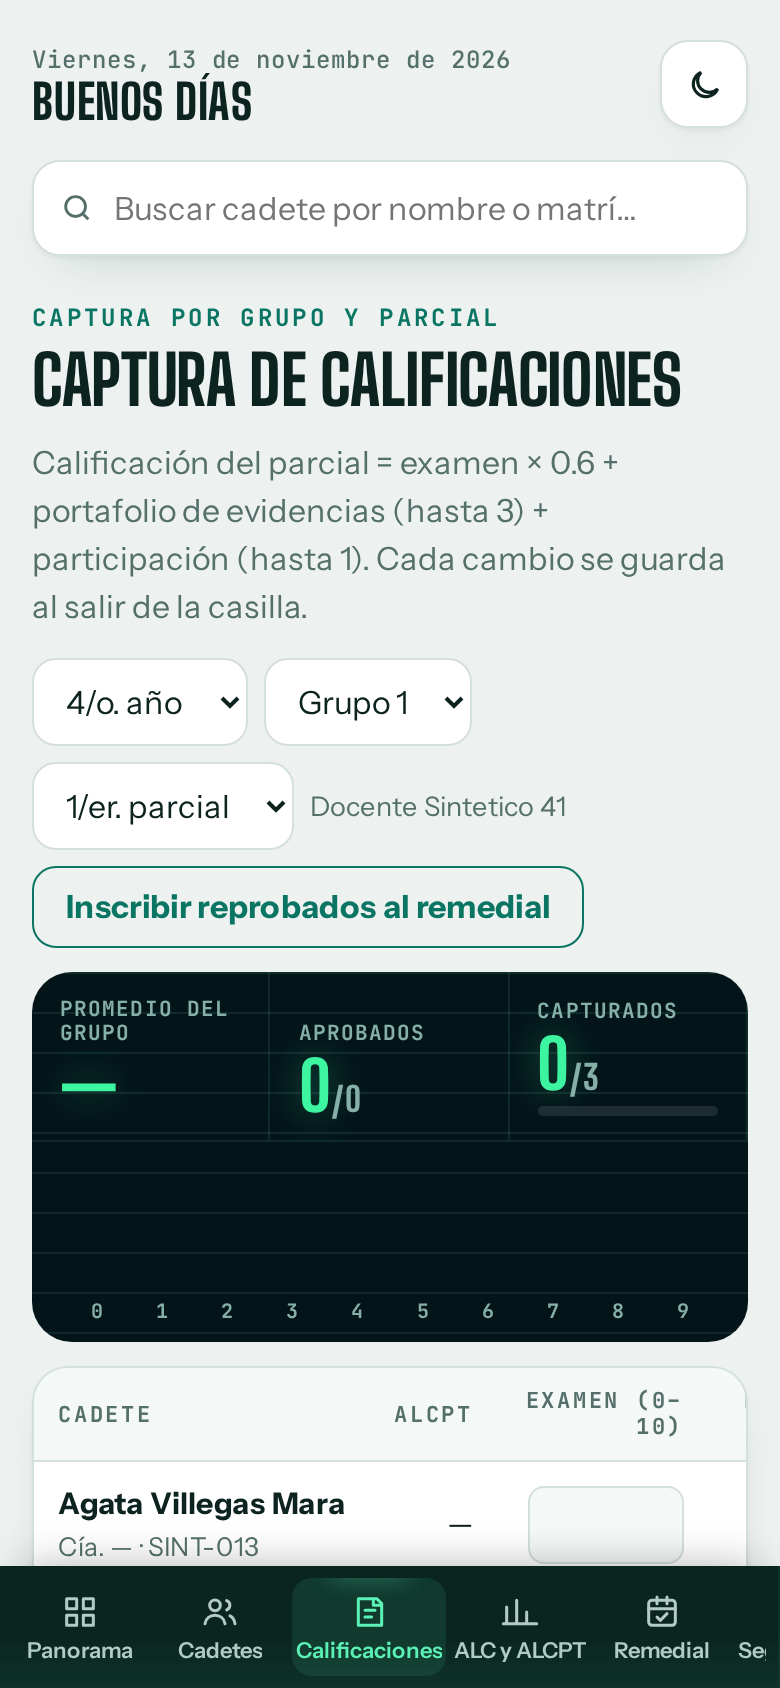 Viernes, 13 de noviembre de 2026
BUENOS DÍAS
Buscar cadete por nombre o matrí...
CAPTURA POR GRUPO Y PARCIAL
CAPTURA DE CALIFICACIONES
Calificación del parcial = examen × 0.6 +
portafolio de evidencias (hasta 3) +
participación (hasta 1). Cada cambio se guarda
al salir de la casilla.
4/o. año
Grupo 1
1/er. parcial
Docente Sintetico 41
Inscribir reprobados al remedial
PROMEDIO DEL
GRUPO
—
APROBADOS
0/0
CAPTURADOS
0/3
0 1 2 3 4 5 6 7 8 9
CADETE
ALCPT
EXAMEN (0–
10)
Agata Villegas Mara
Cía. — · SINT-013
—
Panorama
Cadetes
Calificaciones
ALC y ALCPT
Remedial